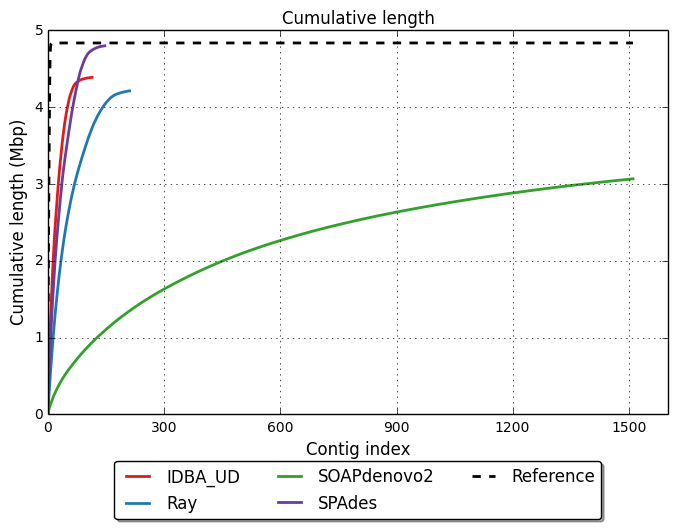 Cumulative length
5
4
3
2
1
0
Cumulative length (Mbp)
0 300 600 900 1200 1500
Contig index
IDBA_UD SOAPdenovo2 Reference
Ray SPAdes